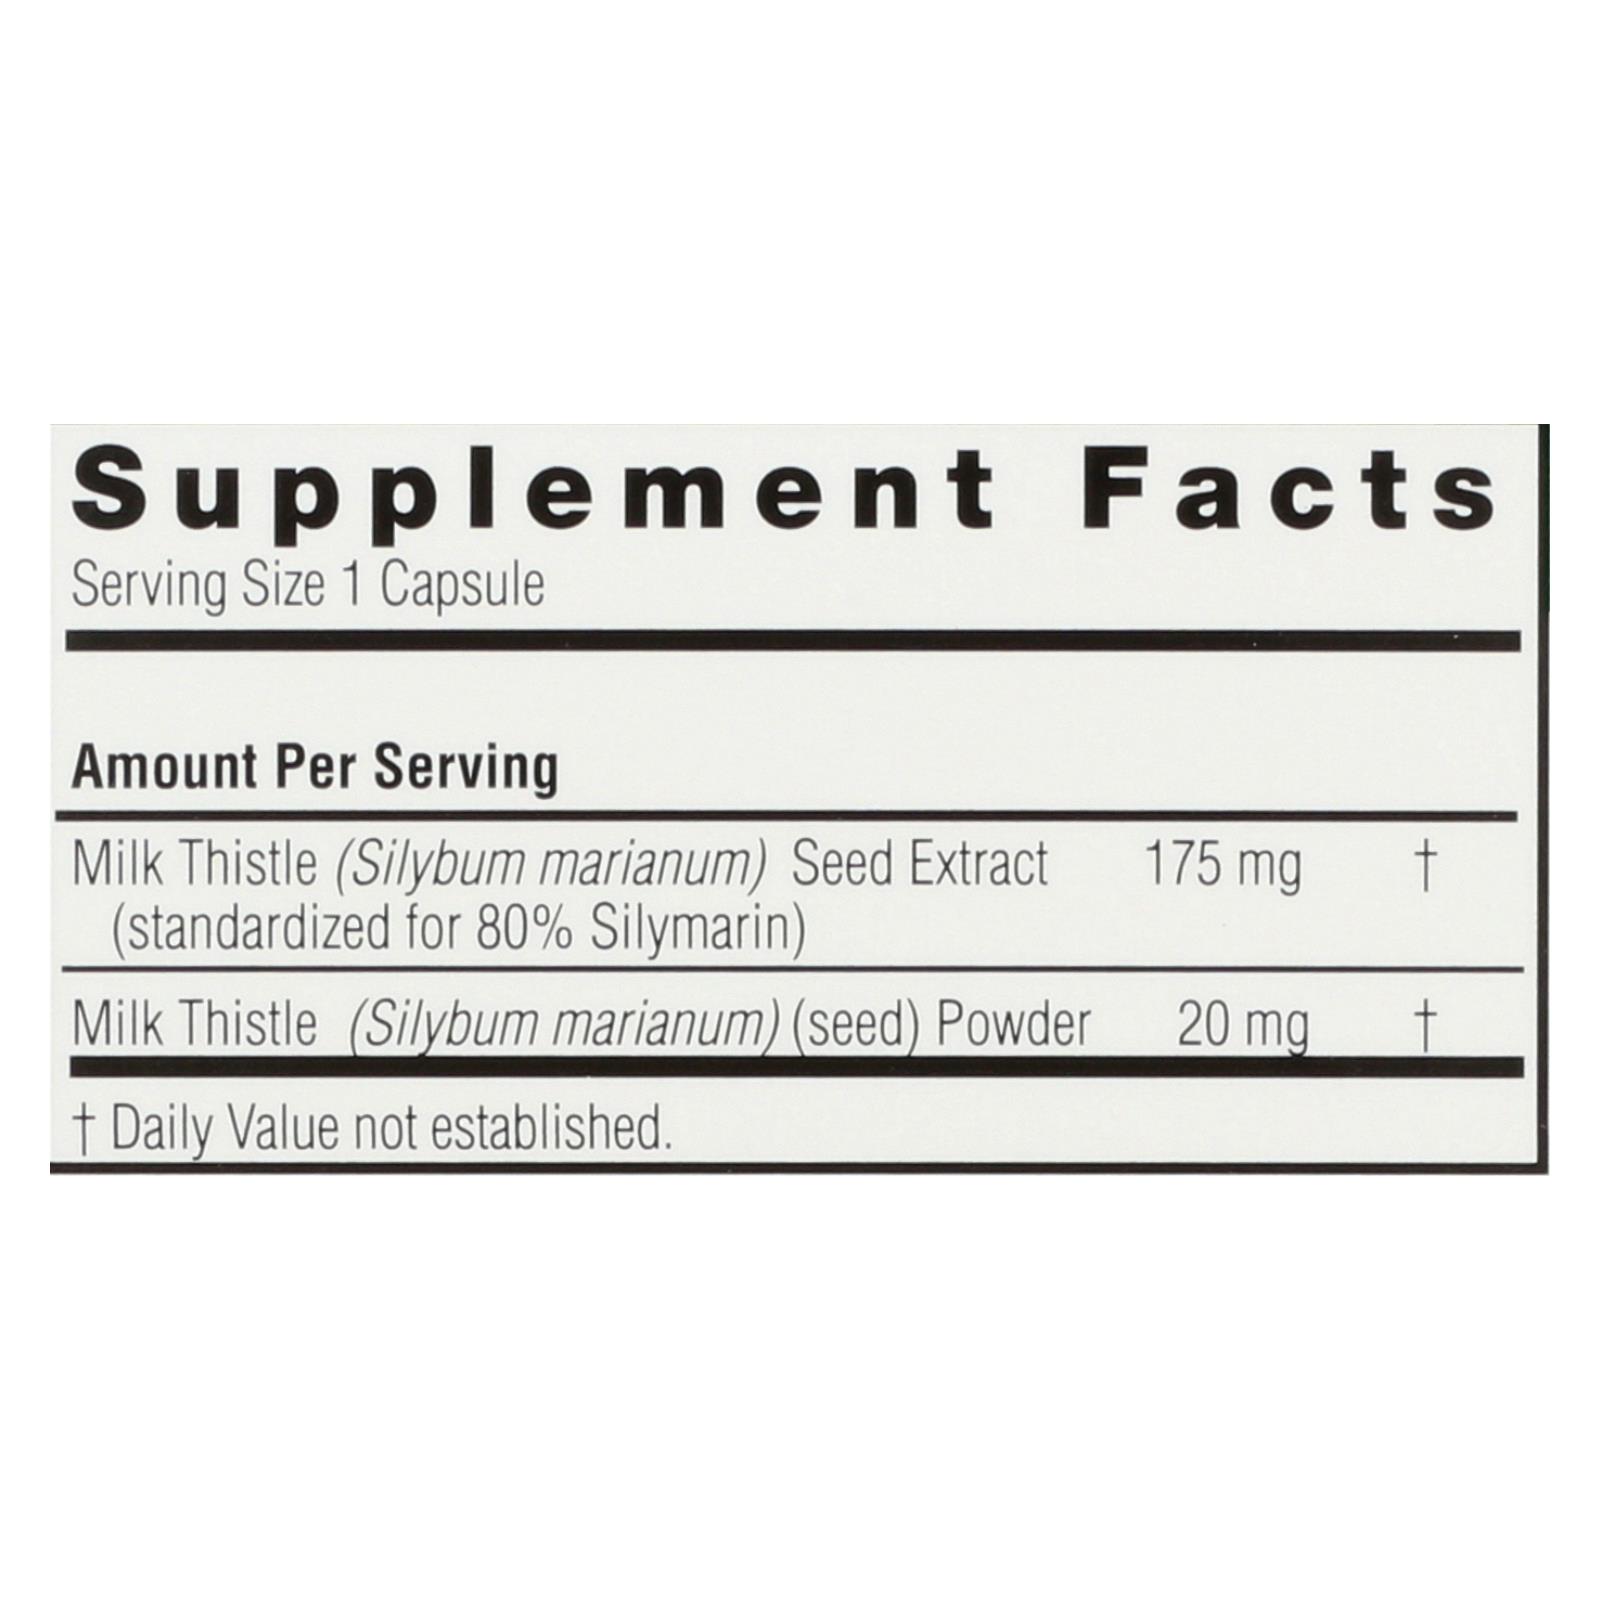 Supplement Facts
Serving Size 1 Capsule
Amount Per Serving
Milk Thistle (Silybum marianum) Seed Extract 175 mg †
(standardized for 80% Silymarin)
Milk Thistle (Silybum marianum) (seed) Powder 20 mg †
† Daily Value not established.